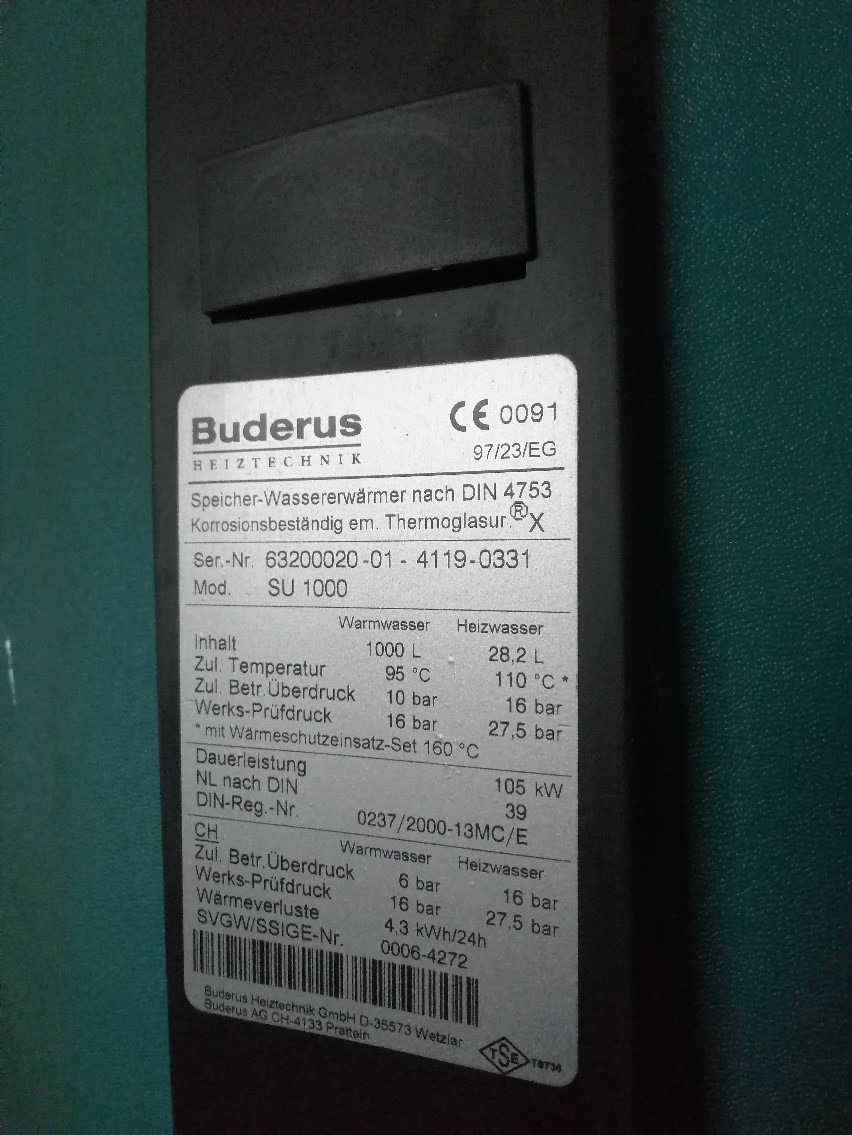 Buderus
HEIZTECHNIK
CE 0091
97/23/EG
Speicher-Wassererwärmer nach DIN 4753
Korrosionsbeständig em. Thermoglasur ® X
Ser.-Nr. 63200020-01 - 4119-0331
Mod. SU 1000
Warmwasser Heizwasser
Inhalt 1000 L 28,2 L
Zul. Temperatur 95 °C 110 °C *
Zul. Betr.Überdruck 10 bar 16 bar
Werks-Prüfdruck 16 bar 27,5 bar
* mit Wärmeschutzeinsatz-Set 160 °C
Dauerleistung 105 kW
NL nach DIN 39
DIN-Reg.-Nr. 0237/2000-13MC/E
CH Warmwasser Heizwasser
Zul. Betr.Überdruck 6 bar 16 bar
Werks-Prüfdruck 16 bar 27,5 bar
Wärmeverluste 4,3 kWh/24h
SVGW/SSIGE-Nr. 0006-4272
Buderus Heiztechnik GmbH D-35573 Wetzlar
Buderus AG CH-4133 Pratteln
TSE TS736